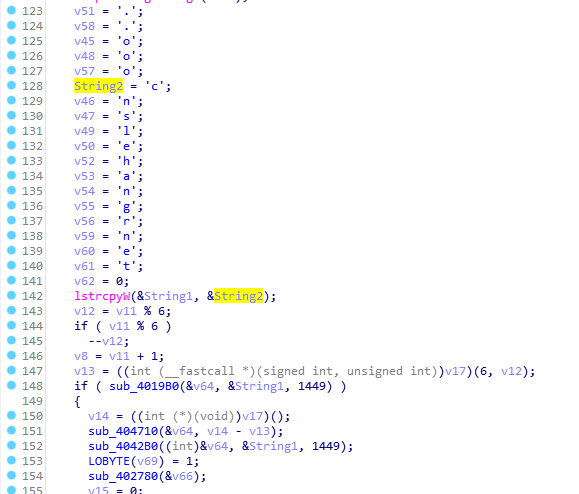 123 v51 = '.';
124 v58 = '.';
125 v45 = 'o';
126 v48 = 'o';
127 v57 = 'o';
128 String2 = 'c';
129 v46 = 'n';
130 v47 = 's';
131 v49 = 'l';
132 v50 = 'e';
133 v52 = 'h';
134 v53 = 'a';
135 v54 = 'n';
136 v55 = 'g';
137 v56 = 'r';
138 v59 = 'n';
139 v60 = 'e';
140 v61 = 't';
141 v62 = 0;
142 lstrcpyW(&String1, &String2);
143 v12 = v11 % 6;
144 if ( v11 % 6 )
145 --v12;
146 v8 = v11 + 1;
147 v13 = ((int (__fastcall *)(signed int, unsigned int))v17)(6, v12);
148 if ( sub_4019B0(&v64, &String1, 1449) )
149 {
150 v14 = ((int (*)(void))v17)();
151 sub_404710(&v64, v14 - v13);
152 sub_4042B0((int)&v64, &String1, 1449);
153 LOBYTE(v69) = 1;
154 sub_402780(&v66);
155 v15 = 0;